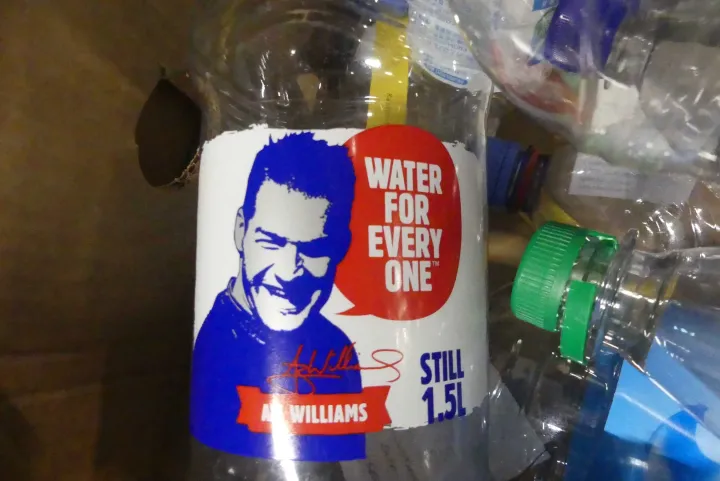 WATER
FOR
EVERY
ONE™
STILL
1.5L
WILLIAMS